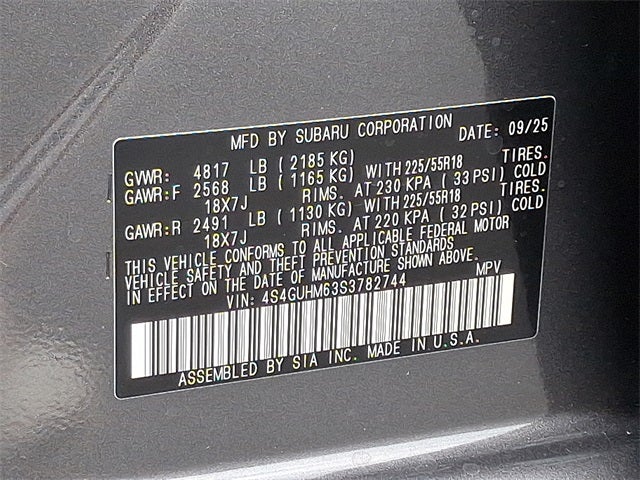 MFD BY SUBARU CORPORATION DATE: 09/25
GVWR: 4817 LB (2185 KG)
GAWR:F 2568 LB (1165 KG) WITH 225/55R18 TIRES.
18X7J RIMS. AT 230 KPA (33 PSI) COLD
GAWR:R 2491 LB (1130 KG) WITH 225/55R18 TIRES.
18X7J RIMS. AT 220 KPA (32 PSI) COLD
THIS VEHICLE CONFORMS TO ALL APPLICABLE FEDERAL MOTOR
VEHICLE SAFETY AND THEFT PREVENTION STANDARDS
IN EFFECT ON THE DATE OF MANUFACTURE SHOWN ABOVE.
VIN: 4S4GUHM63S3782744 MPV
ASSEMBLED BY SIA INC. MADE IN U.S.A.